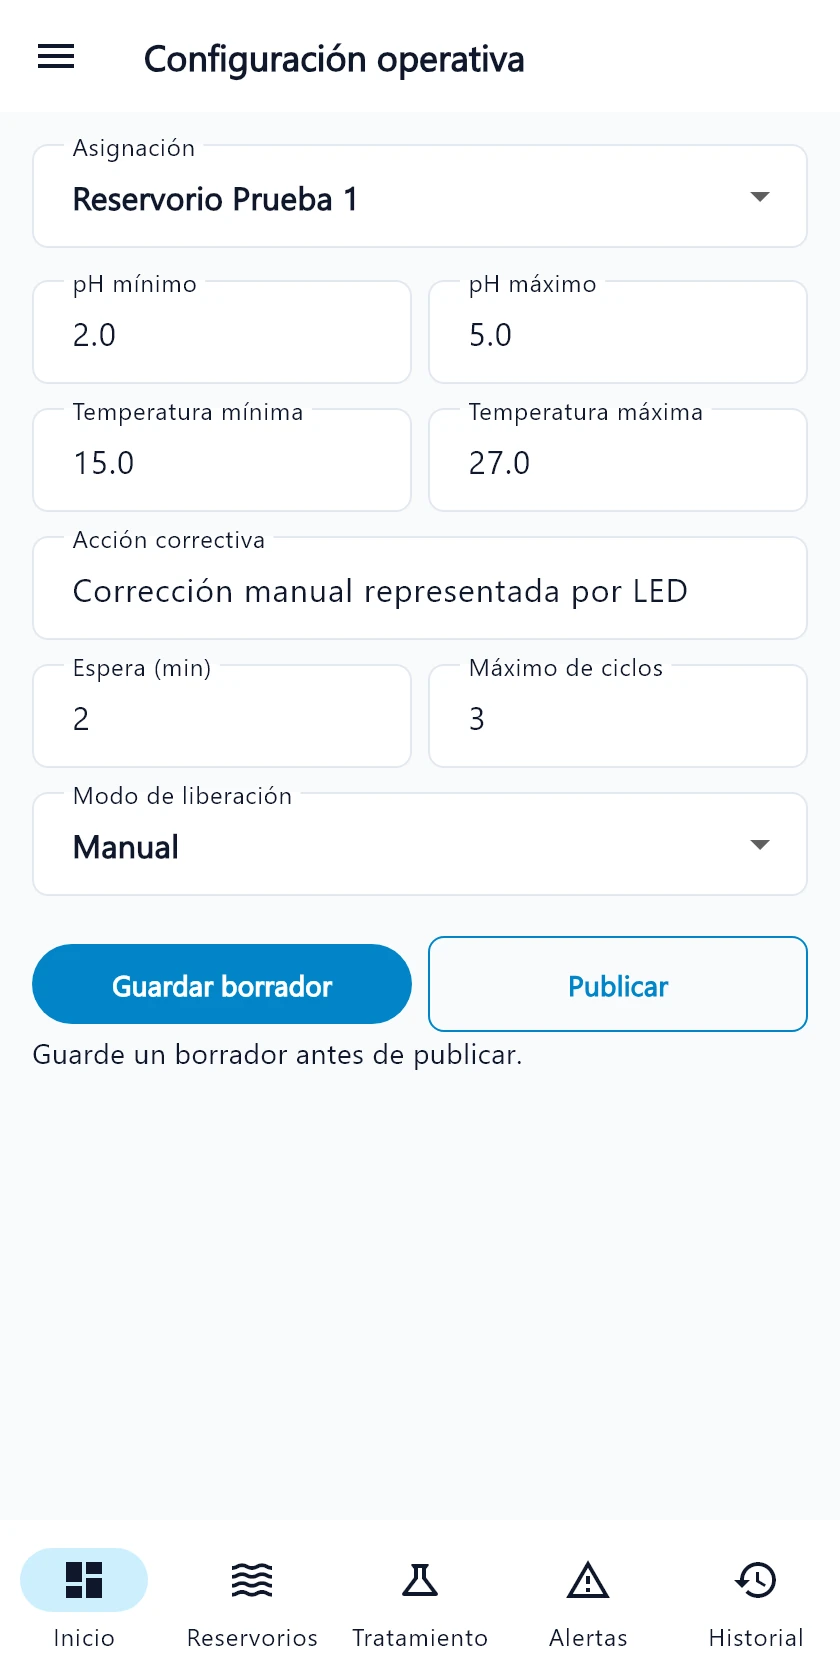 Configuración operativa
Asignación
Reservorio Prueba 1
pH mínimo
pH máximo
2.0
5.0
Temperatura mínima
Temperatura máxima
15.0
27.0
Acción correctiva
Corrección manual representada por LED
Espera (min)
Máximo de ciclos
2
3
Modo de liberación
Manual
Guardar borrador
Publicar
Guarde un borrador antes de publicar.
Inicio
Reservorios
Tratamiento
Alertas
Historial